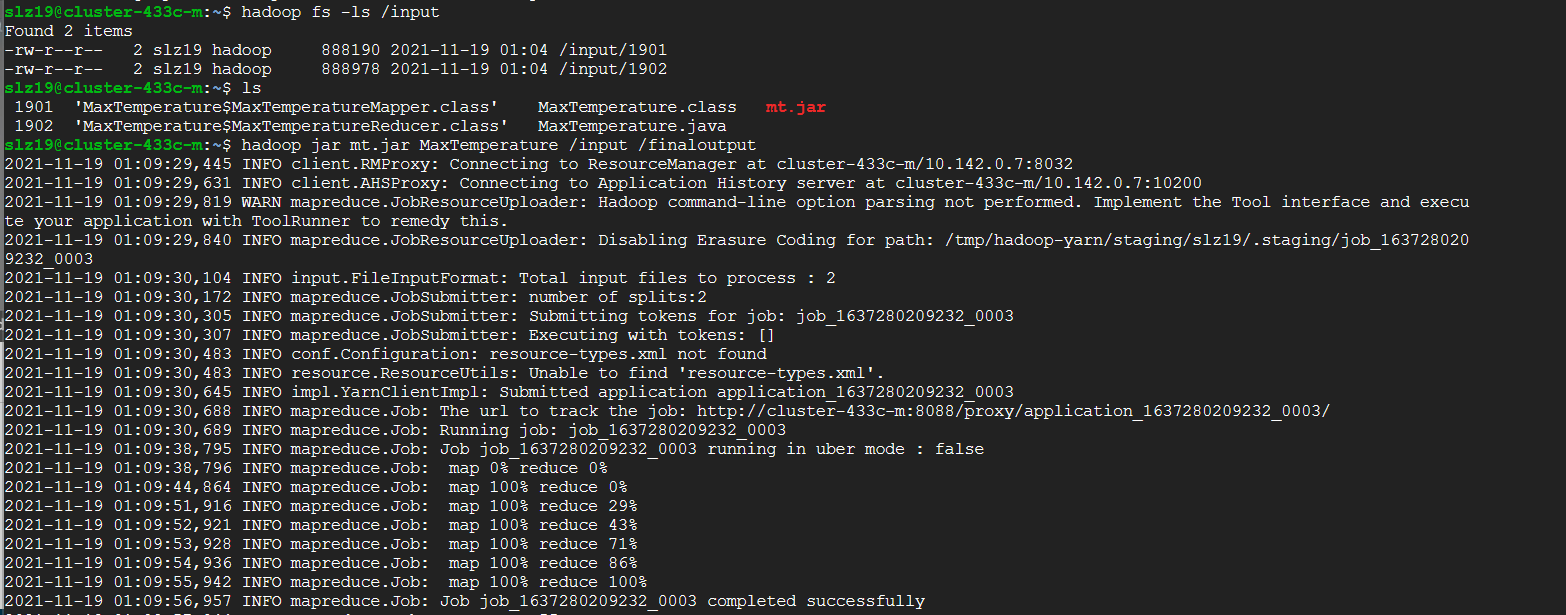 slz19@cluster-433c-m:~$ hadoop fs -ls /input
Found 2 items
-rw-r--r--   2 slz19 hadoop     888190 2021-11-19 01:04 /input/1901
-rw-r--r--   2 slz19 hadoop     888978 2021-11-19 01:04 /input/1902
slz19@cluster-433c-m:~$ ls
 1901  'MaxTemperature$MaxTemperatureMapper.class'    MaxTemperature.class   mt.jar
 1902  'MaxTemperature$MaxTemperatureReducer.class'   MaxTemperature.java
slz19@cluster-433c-m:~$ hadoop jar mt.jar MaxTemperature /input /finaloutput
2021-11-19 01:09:29,445 INFO client.RMProxy: Connecting to ResourceManager at cluster-433c-m/10.142.0.7:8032
2021-11-19 01:09:29,631 INFO client.AHSProxy: Connecting to Application History server at cluster-433c-m/10.142.0.7:10200
2021-11-19 01:09:29,819 WARN mapreduce.JobResourceUploader: Hadoop command-line option parsing not performed. Implement the Tool interface and execu
te your application with ToolRunner to remedy this.
2021-11-19 01:09:29,840 INFO mapreduce.JobResourceUploader: Disabling Erasure Coding for path: /tmp/hadoop-yarn/staging/slz19/.staging/job_163728020
9232_0003
2021-11-19 01:09:30,104 INFO input.FileInputFormat: Total input files to process : 2
2021-11-19 01:09:30,172 INFO mapreduce.JobSubmitter: number of splits:2
2021-11-19 01:09:30,305 INFO mapreduce.JobSubmitter: Submitting tokens for job: job_1637280209232_0003
2021-11-19 01:09:30,307 INFO mapreduce.JobSubmitter: Executing with tokens: []
2021-11-19 01:09:30,483 INFO conf.Configuration: resource-types.xml not found
2021-11-19 01:09:30,483 INFO resource.ResourceUtils: Unable to find 'resource-types.xml'.
2021-11-19 01:09:30,645 INFO impl.YarnClientImpl: Submitted application application_1637280209232_0003
2021-11-19 01:09:30,688 INFO mapreduce.Job: The url to track the job: http://cluster-433c-m:8088/proxy/application_1637280209232_0003/
2021-11-19 01:09:30,689 INFO mapreduce.Job: Running job: job_1637280209232_0003
2021-11-19 01:09:38,795 INFO mapreduce.Job: Job job_1637280209232_0003 running in uber mode : false
2021-11-19 01:09:38,796 INFO mapreduce.Job:  map 0% reduce 0%
2021-11-19 01:09:44,864 INFO mapreduce.Job:  map 100% reduce 0%
2021-11-19 01:09:51,916 INFO mapreduce.Job:  map 100% reduce 29%
2021-11-19 01:09:52,921 INFO mapreduce.Job:  map 100% reduce 43%
2021-11-19 01:09:53,928 INFO mapreduce.Job:  map 100% reduce 71%
2021-11-19 01:09:54,936 INFO mapreduce.Job:  map 100% reduce 86%
2021-11-19 01:09:55,942 INFO mapreduce.Job:  map 100% reduce 100%
2021-11-19 01:09:56,957 INFO mapreduce.Job: Job job_1637280209232_0003 completed successfully